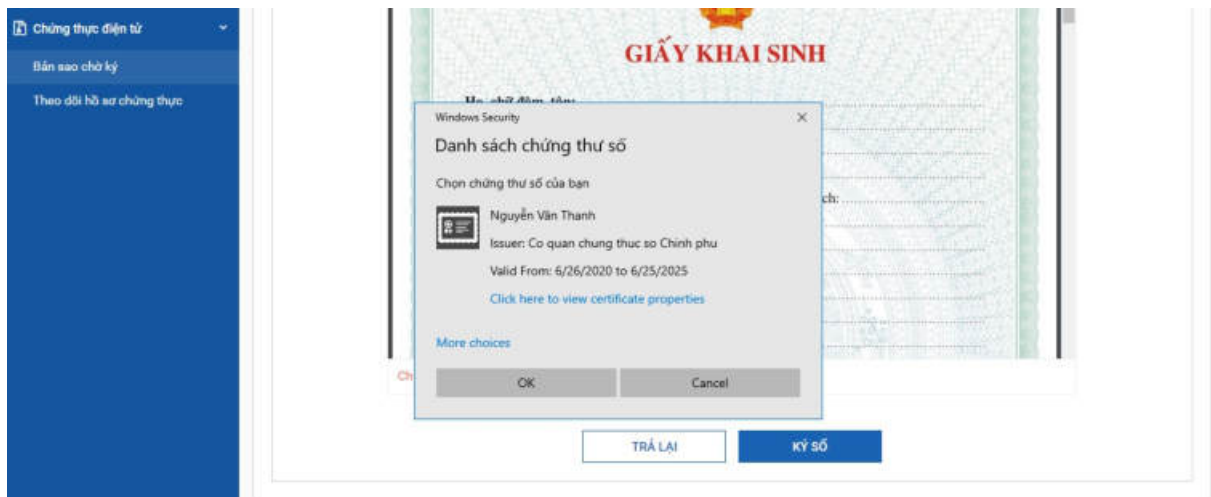 Chứng thực điện tử
Bản sao chờ ký
Theo dõi hồ sơ chứng thực
GIẤY KHAI SINH
Họ, chữ đệm, tên:
Windows Security
Danh sách chứng thư số
Chọn chứng thư số của bạn
Nguyễn Văn Thanh
Issuer: Co quan chung thuc so Chinh phu
Valid From: 6/26/2020 to 6/25/2025
Click here to view certificate properties
More choices
OK
Cancel
ch:
Ch
TRẢ LẠI
KÝ SỐ